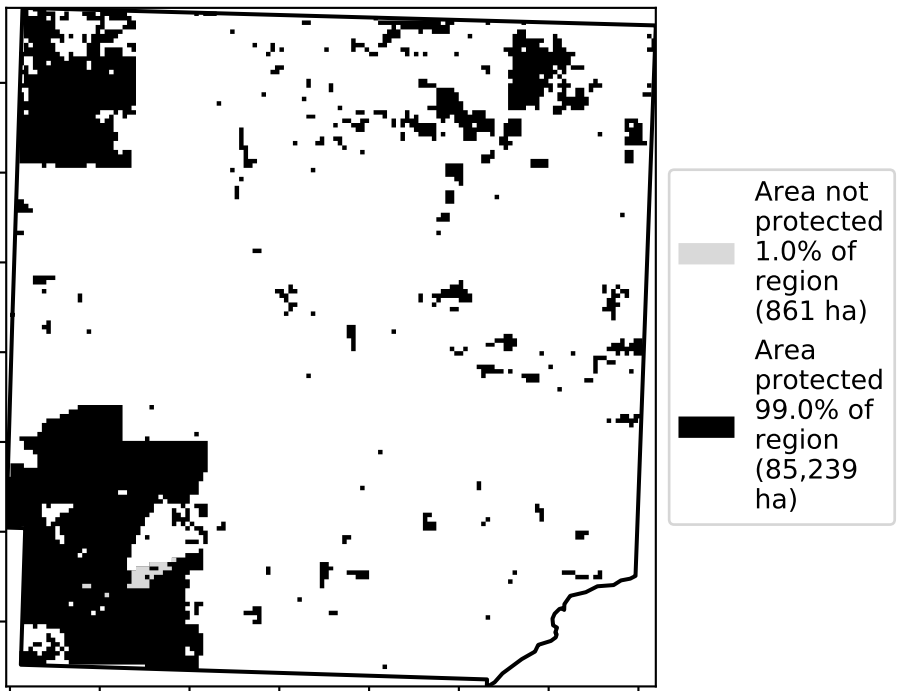 Area not
protected
1.0% of
region
(861 ha)
Area
protected
99.0% of
region
(85,239
ha)